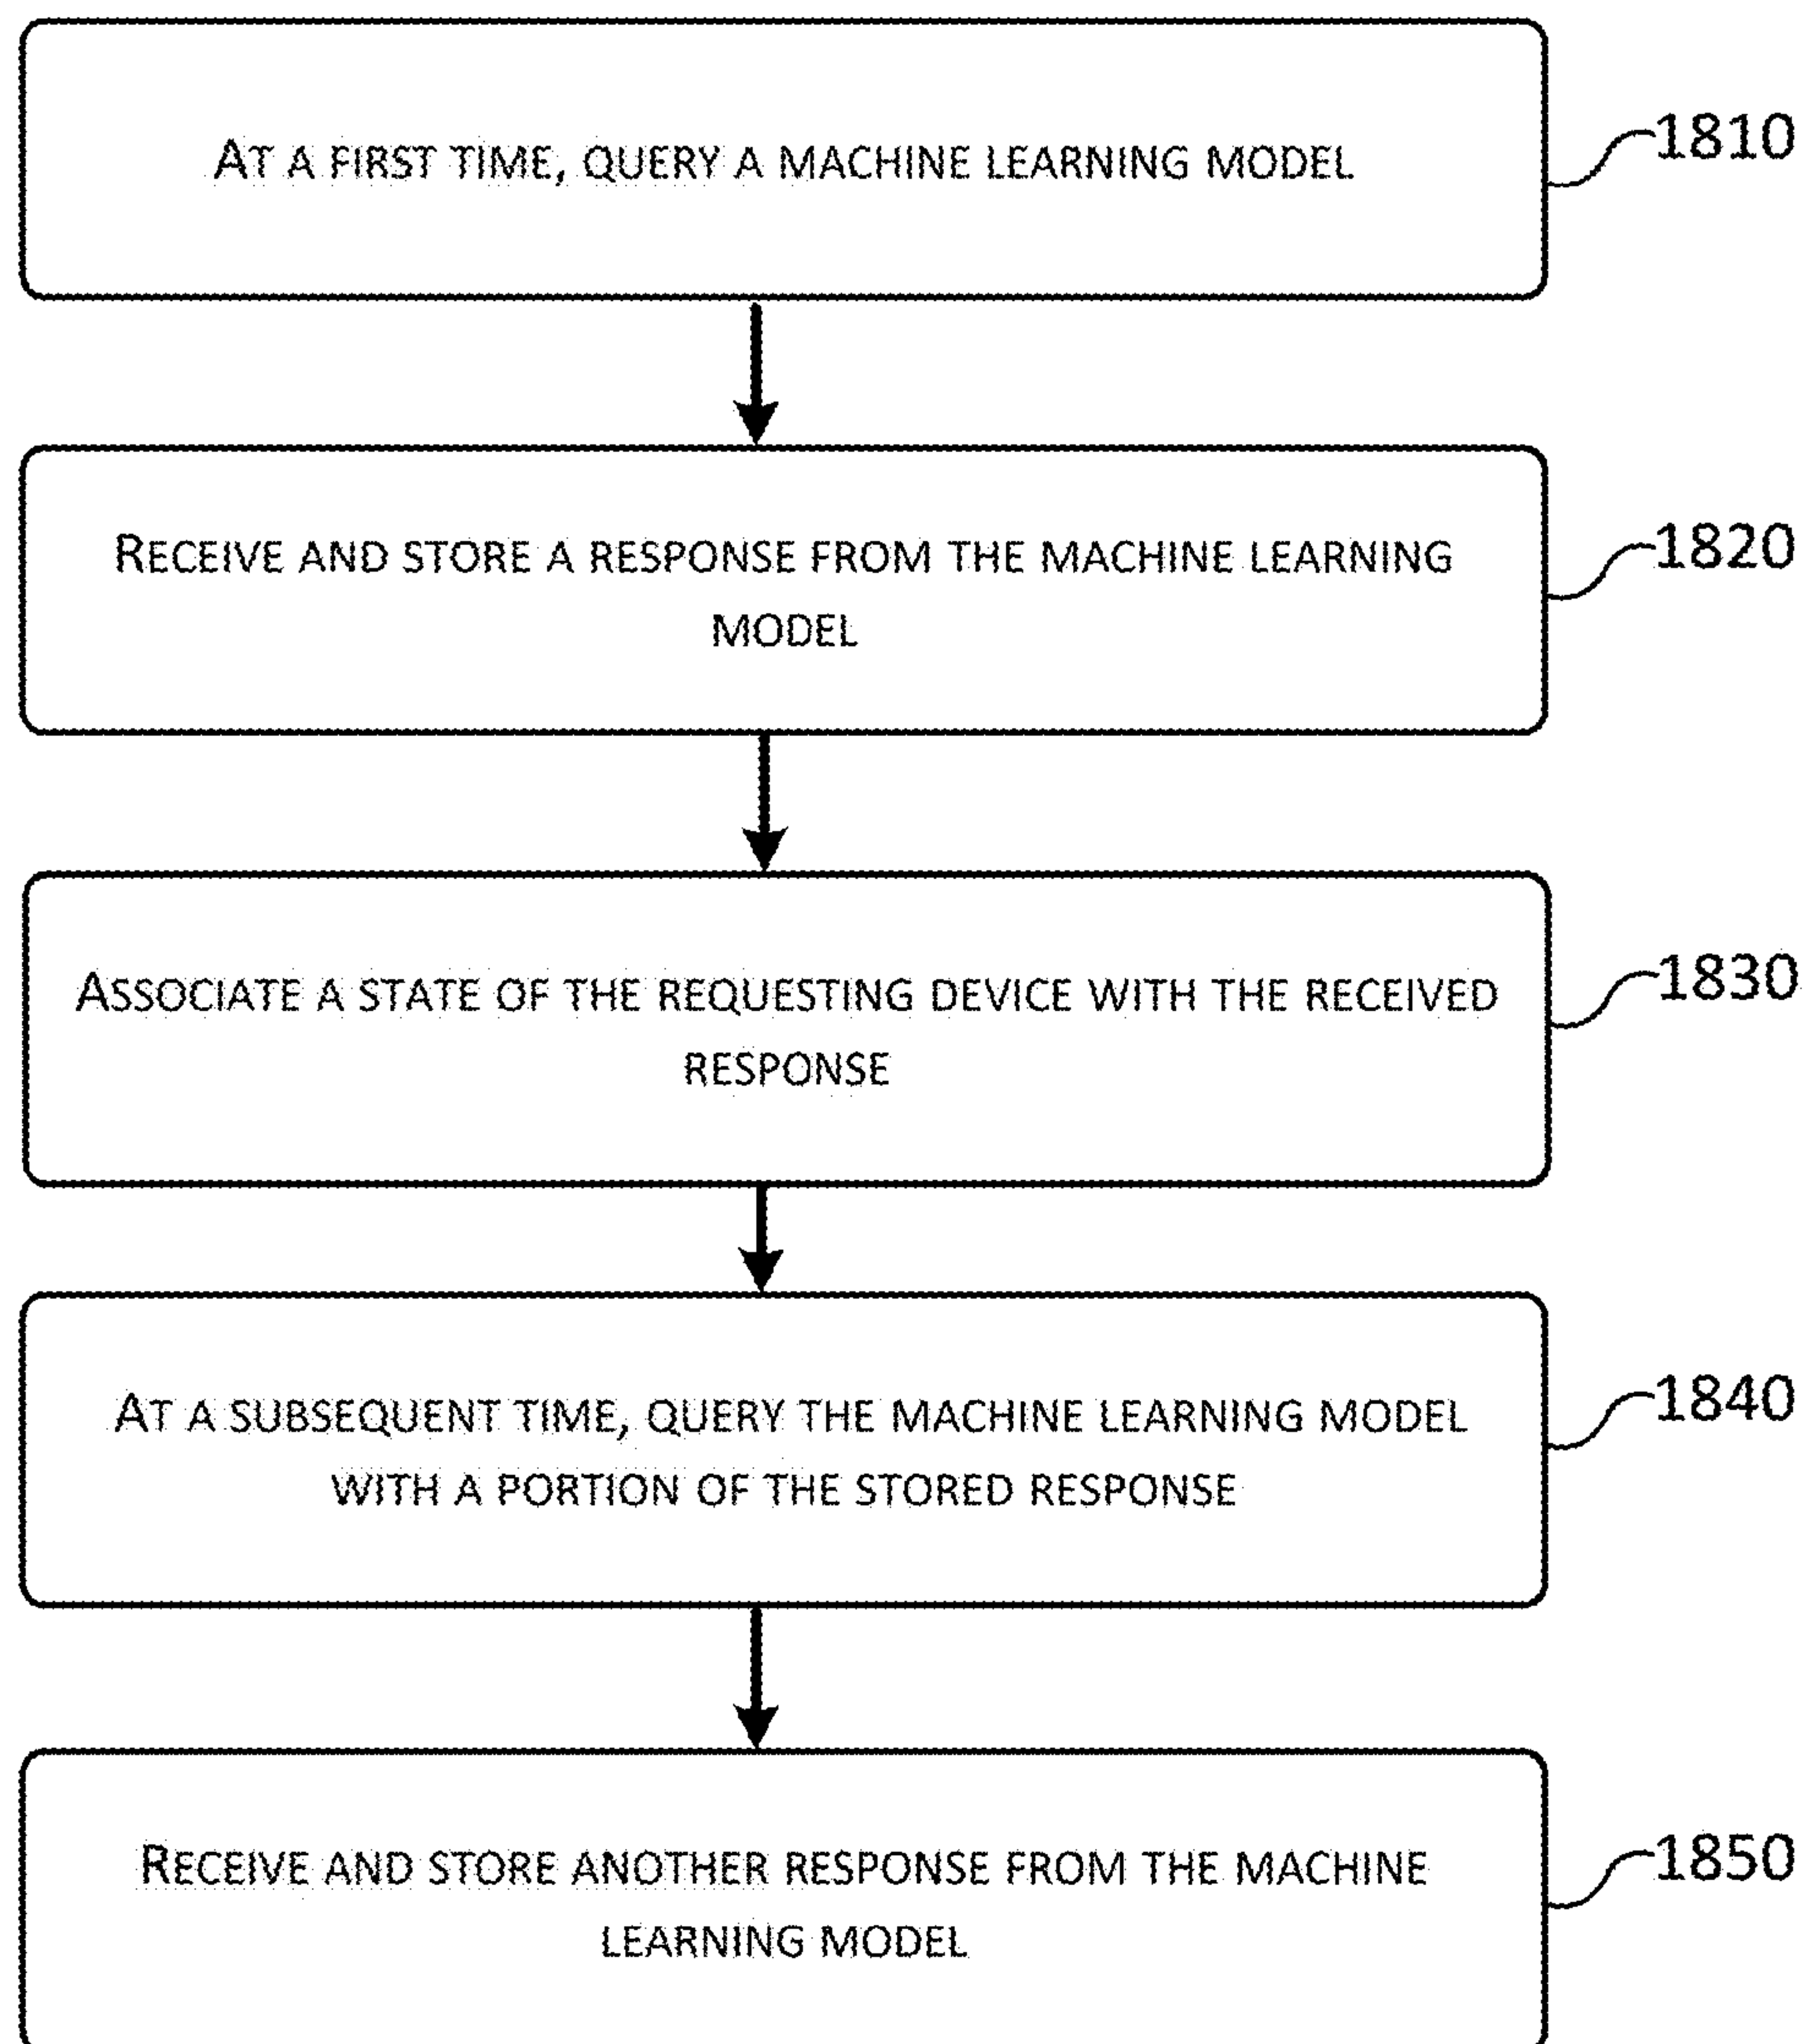 At a first time, query a machine learning model
1810
Receive and store a response from the machine learning
model
1820
Associate a state of the requesting device with the received
response
1830
At a subsequent time, query the machine learning model
with a portion of the stored response
1840
Receive and store another response from the machine
learning model
1850